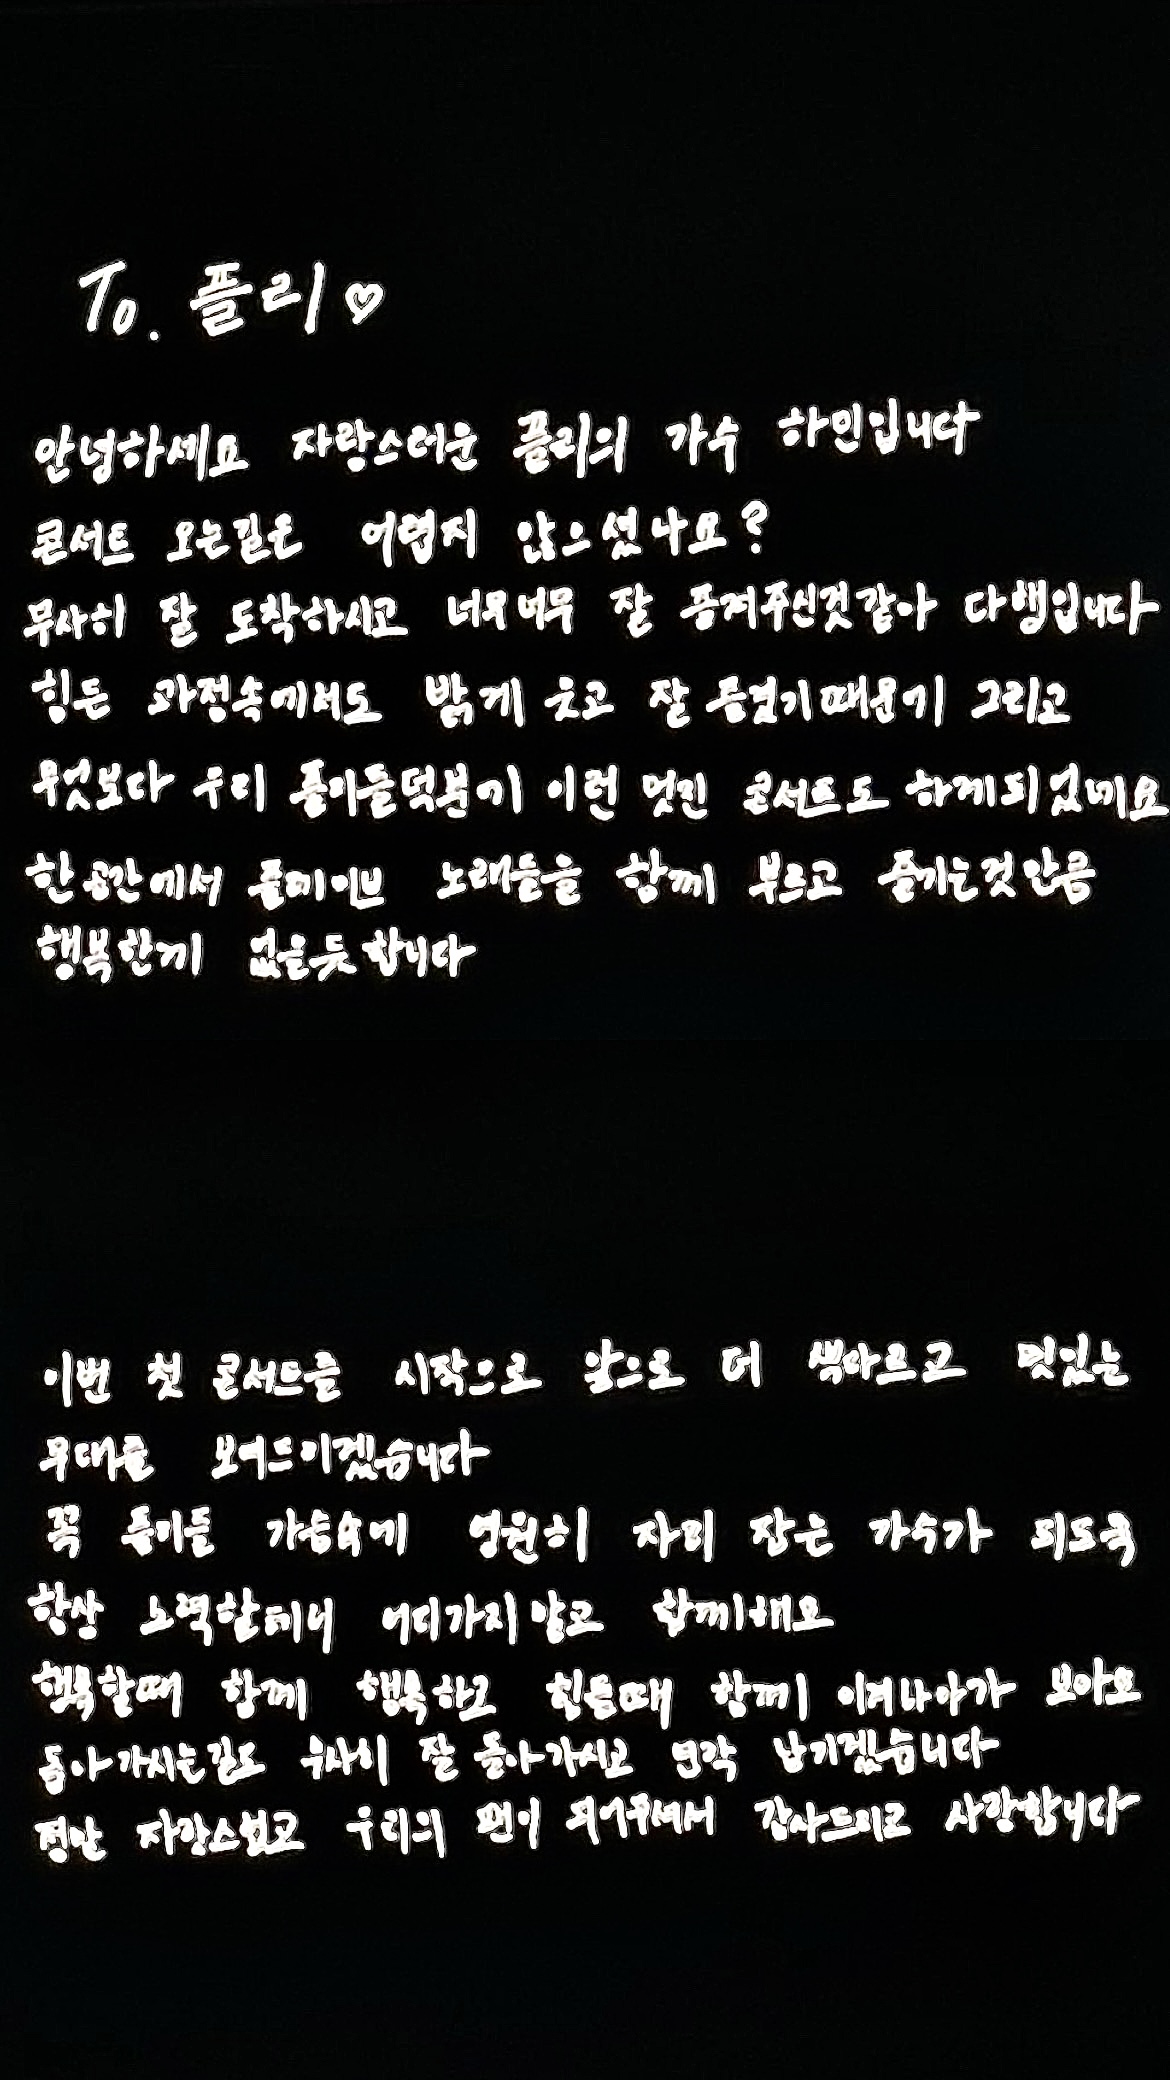 To. 플리♡
안녕하세요 자랑스러운 플리의 가수 하민입니다
콘서트 오는길은 어렵지 않으셨나요?
무사히 잘 도착하시고 너무너무 잘 즐겨주신것같아 다행입니다
힘든 과정속에서도 밝게 웃고 잘 즐겼기때문 그리고
무엇보다 우리 플리들덕분에 이런 멋진 콘서트도 하게되었네요
한공간에서 플레이브 노래들을 함께 부르고 즐기는것만큼
행복한게 없을듯합니다
이번 첫 콘서트를 시작으로 앞으로 더 색다르고 멋있는
무대를 보여드리겠습니다
꼭 플리들 가슴속에 영원히 자리 잡은 가수가 되도록
항상 노력할테니 어디가지말고 함께해요
행복할때 함께 행복하고 힘들때 함께 이겨나아가 보아요
돌아가시는길도 무사히 잘 돌아가시고 남기겠습니다
정말 자랑스럽고 우리의 팬이 되어주셔서 감사드리고 사랑합니다